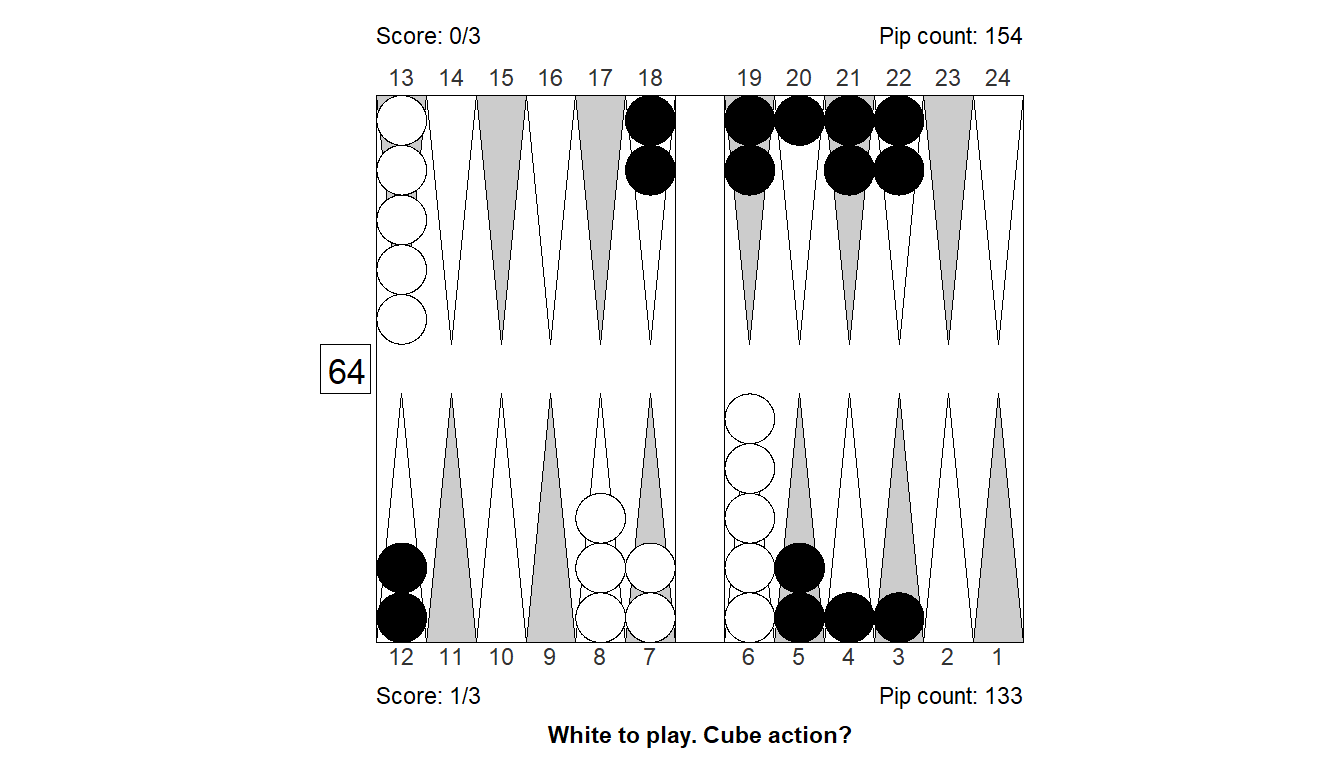 Score: 0/3 Pip count: 154
13 14 15 16 17 18 19 20 21 22 23 24
64
12 11 10 9 8 7 6 5 4 3 2 1
Score: 1/3 Pip count: 133
White to play. Cube action?